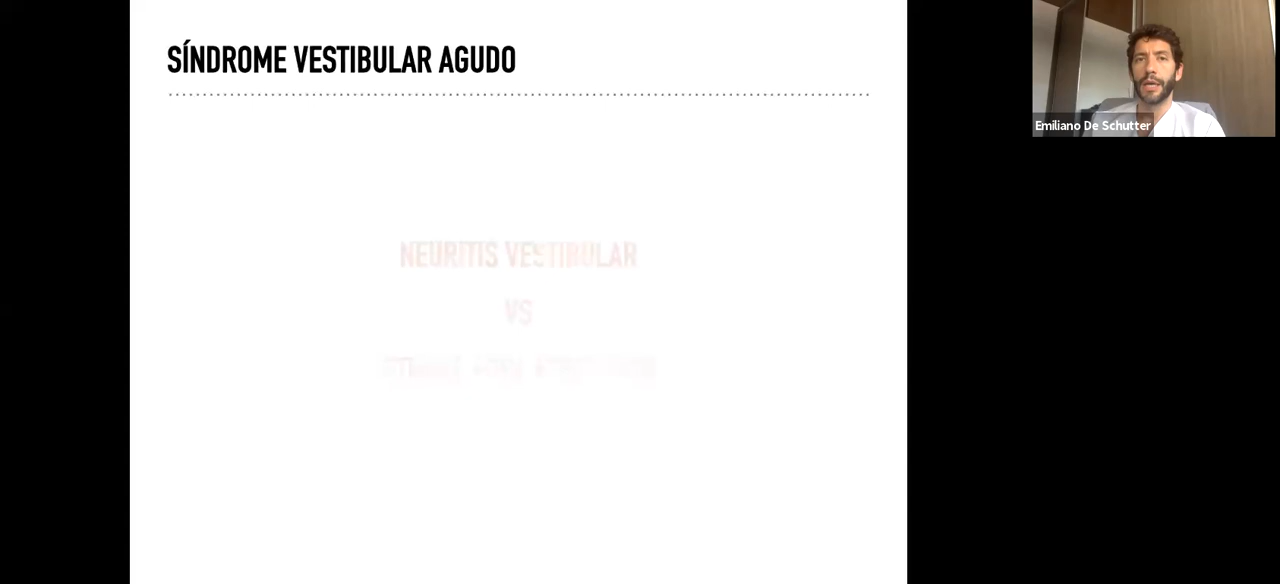 SÍNDROME VESTIBULAR AGUDO
NEURITIS VESTIBULAR
VS
Emiliano De Schutter